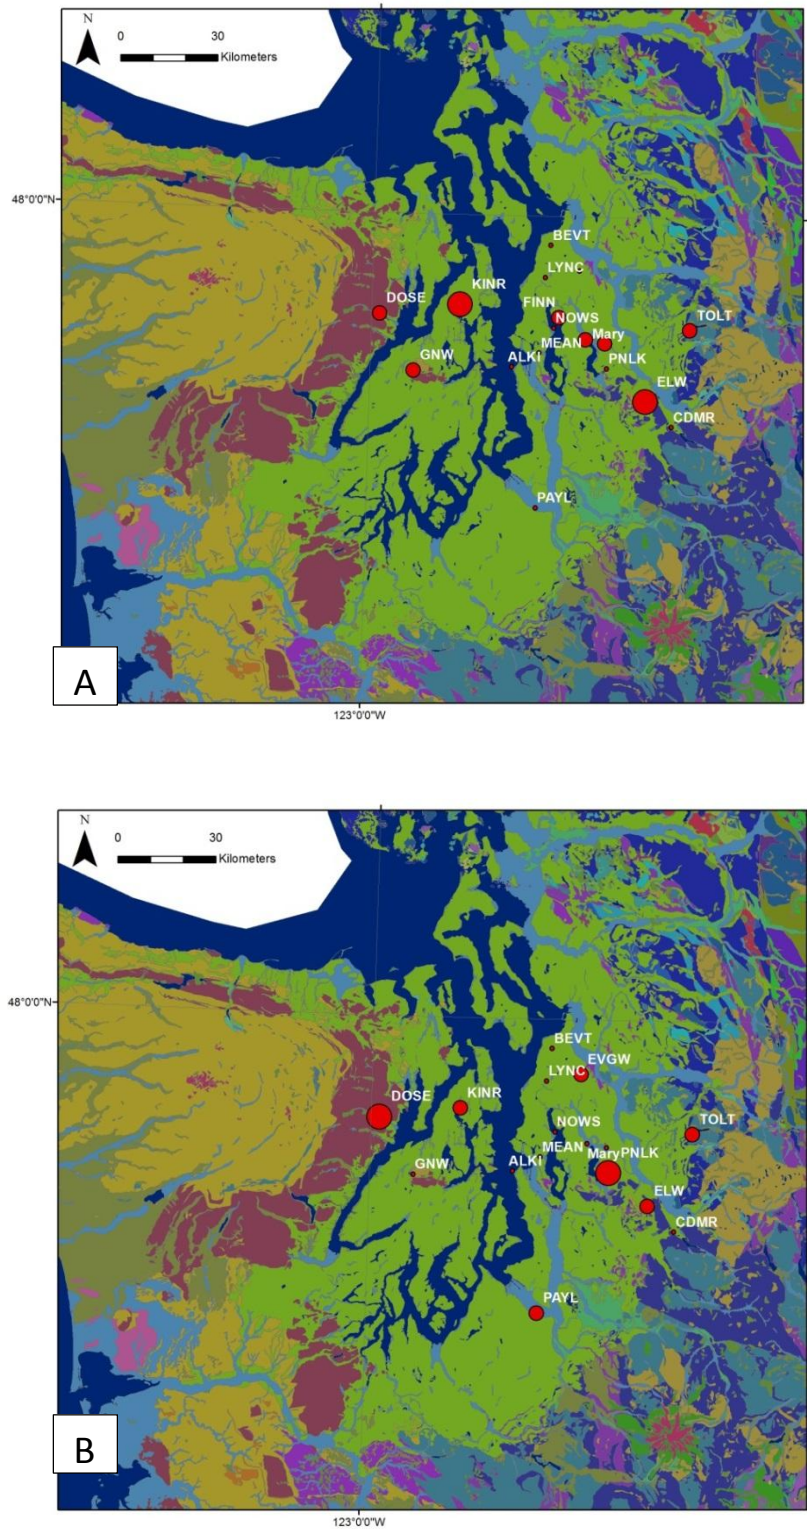 N
0 30
Kilometers
48°0'0"N
BEVT
LYNC
KINR
DOSE
FINN
NOWS
TOLT
MEAN Mary
GNW ALKI PNLK
ELW
CDMR
PAYL
A
123°0'0"W
N
0 30
Kilometers
48°0'0"N
BEVT
EVGW
LYNC
DOSE KINR
NOWS TOLT
MEAN
Mary PNLK
GNW ALKI
ELW
CDMR
PAYL
B
123°0'0"W